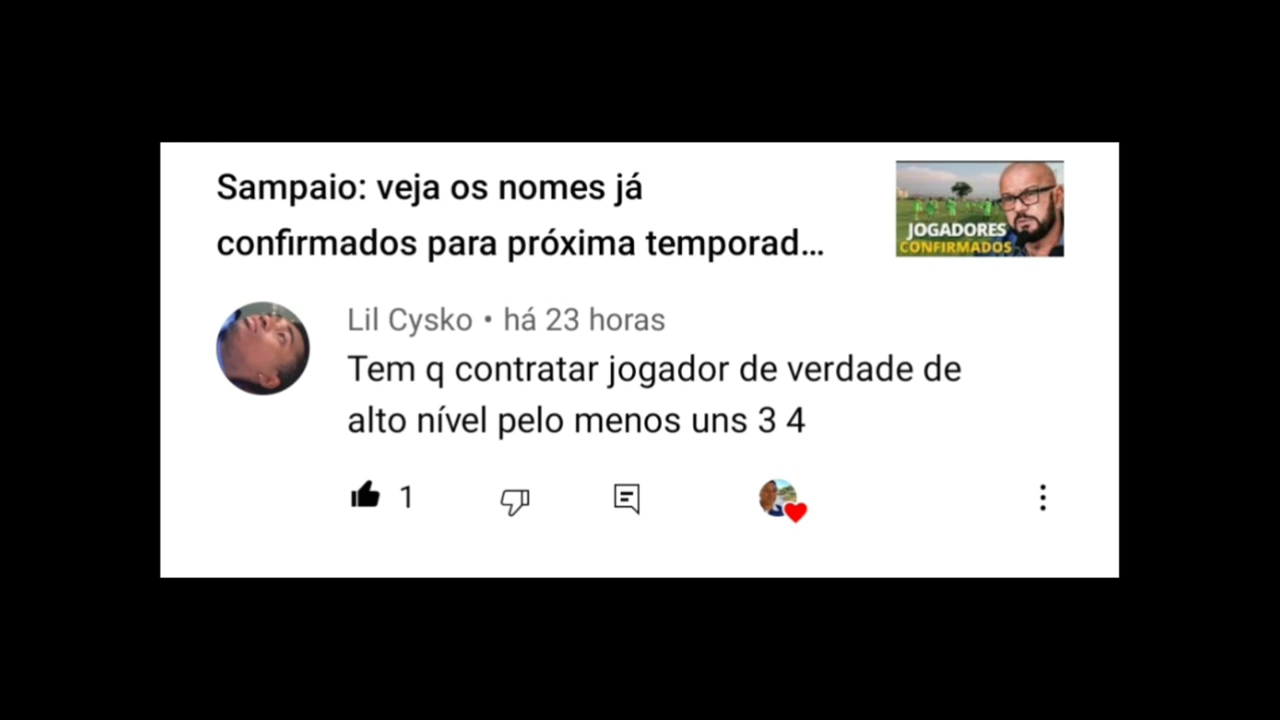 Sampaio: veja os nomes já
confirmados para próxima temporad...
JOGADORES
CONFIRMADOS
Lil Cysko • há 23 horas
Tem q contratar jogador de verdade de
alto nível pelo menos uns 3 4
1